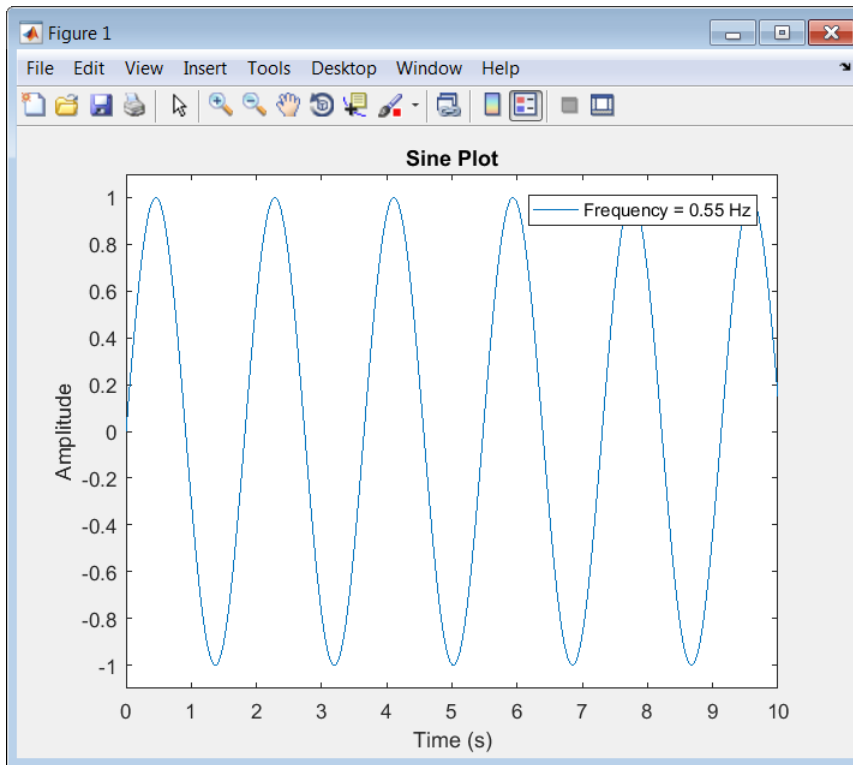 Figure 1
File Edit View Insert Tools Desktop Window Help
Sine Plot
Frequency = 0.55 Hz
1
0.8
0.6
0.4
0.2
0
-0.2
-0.4
-0.6
-0.8
-1
Amplitude
0 1 2 3 4 5 6 7 8 9 10
Time (s)